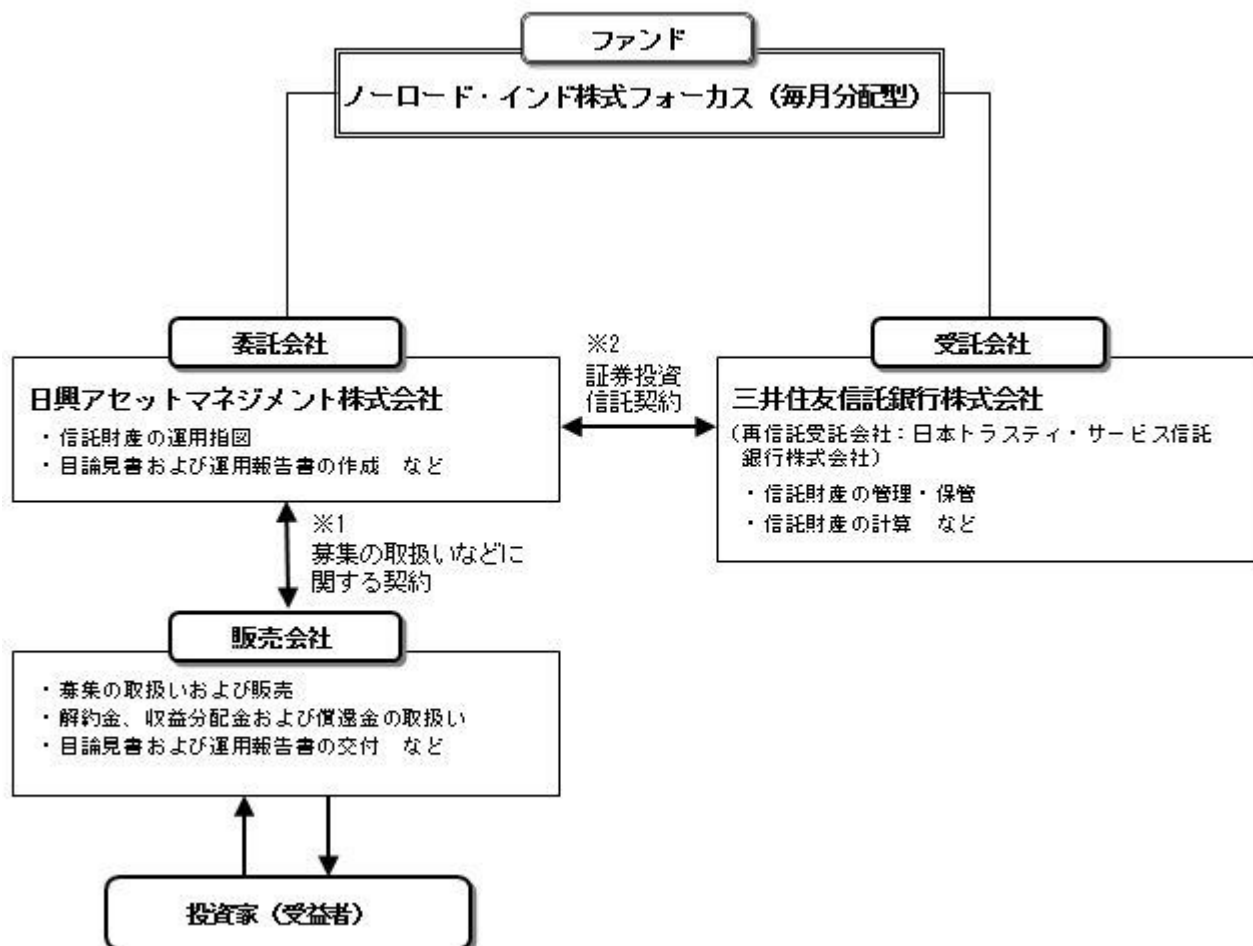 ファンド
ノーロード・インド株式フォーカス（毎月分配型）
委託会社
日興アセットマネジメント株式会社
・信託財産の運用指図
・目論見書および運用報告書の作成　など
※2
証券投資
信託契約
受託会社
三井住友信託銀行株式会社
（再信託受託会社：日本トラスティ・サービス信託
銀行株式会社）
・信託財産の管理・保管
・信託財産の計算　など
※1
募集の取扱いなどに
関する契約
販売会社
・募集の取扱いおよび販売
・解約金、収益分配金および償還金の取扱い
・目論見書および運用報告書の交付　など
投資家（受益者）